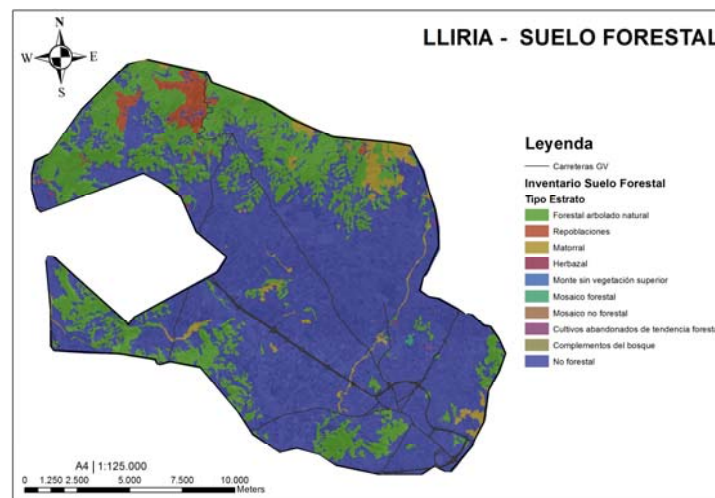 LLIRIA - SUELO FORESTAL
N
W E
S
Leyenda
Carreteras GV
Inventario Suelo Forestal
Tipo Estrato
Forestal arbolado natural
Repoblaciones
Matorral
Herbazal
Monte sin vegetación superior
Mosaico forestal
Mosaico no forestal
Cultivos abandonados de tendencia foresta
Complementos del bosque
No forestal
A4 | 1:125.000
0 1.250 2.500 5.000 7.500 10.000
Meters